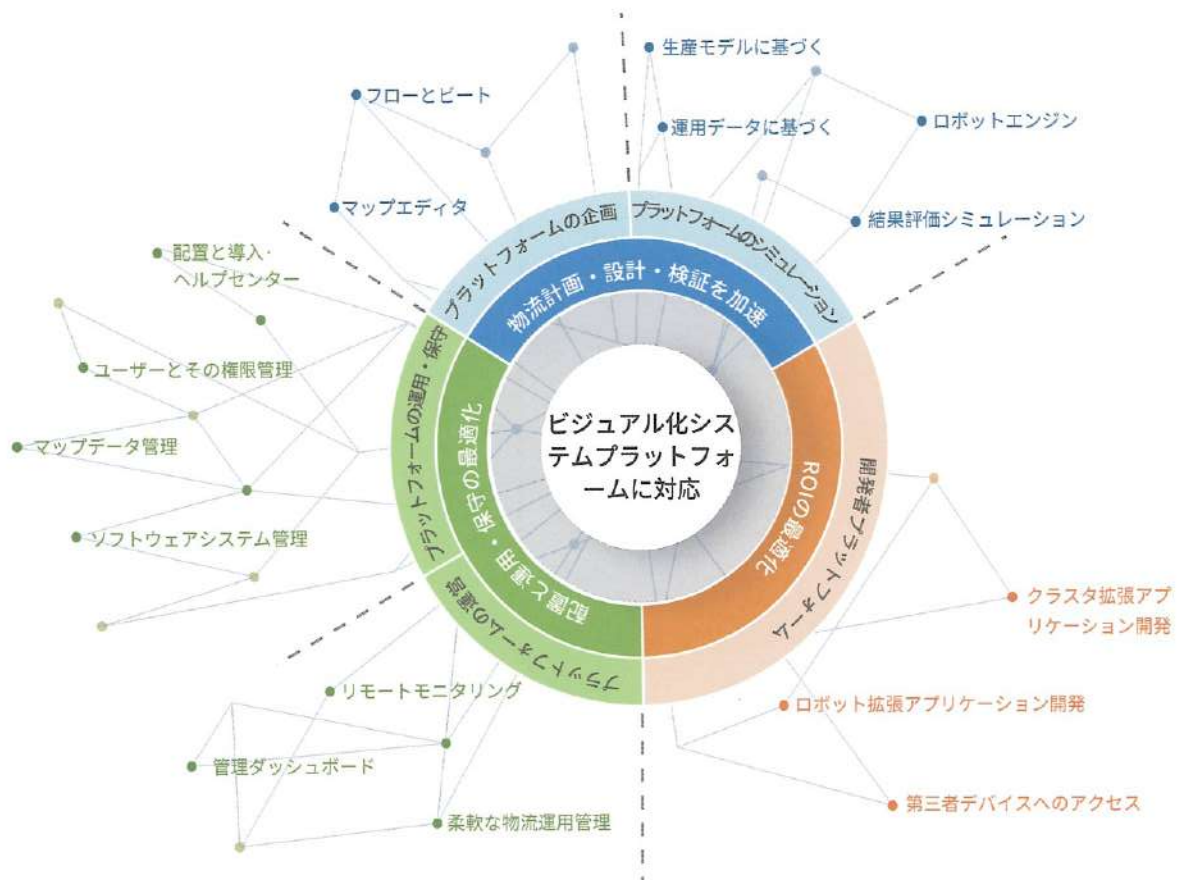 生産モデルに基づく
フローとビート
運用データに基づく
ロボットエンジン
マップエディタ
結果評価シミュレーション
プラットフォームの企画
プラットフォームのシミュレーション
物流計画・設計・検証を加速
配置と導入·
ヘルプセンター
ユーザーとその権限管理
マップデータ管理
ソフトウェアシステム管理
プラットフォームの運用・保守
配置と運用・保守の最適化
ビジュアル化シス
テムプラットフォ
ームに対応
ROIの最適化
開発者プラットフォーム
クラスタ拡張アプ
リケーション開発
プラットフォームの運営
リモートモニタリング
ロボット拡張アプリケーション開発
管理ダッシュボード
第三者デバイスへのアクセス
柔軟な物流運用管理